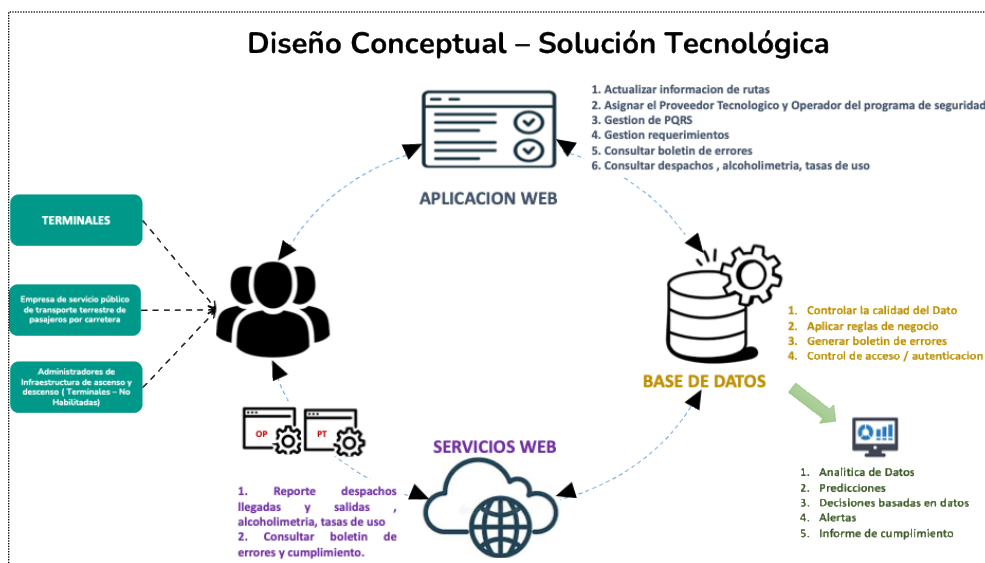 Diseño Conceptual – Solución Tecnológica
1. Actualizar informacion de rutas
2. Asignar el Proveedor Tecnologico y Operador del programa de seguridad
3. Gestion de PQRS
4. Gestion requerimientos
5. Consultar boletin de errores
6. Consultar despachos , alcoholimetria, tasas de uso
APLICACION WEB
TERMINALES
Empresa de servicio público
de transporte terrestre de
pasajeros por carretera
Administradores de
Infraestructura de ascenso y
descenso ( Terminales – No
Habilitadas)
1. Controlar la calidad del Dato
2. Aplicar reglas de negocio
3. Generar boletin de errores
4. Control de acceso / autenticacion
BASE DE DATOS
OP
PT
SERVICIOS WEB
1. Reporte despachos
llegadas y salidas ,
alcoholimetria, tasas de uso
2. Consultar boletin de
errores y cumplimiento.
1. Analitica de Datos
2. Predicciones
3. Decisiones basadas en datos
4. Alertas
5. Informe de cumplimiento